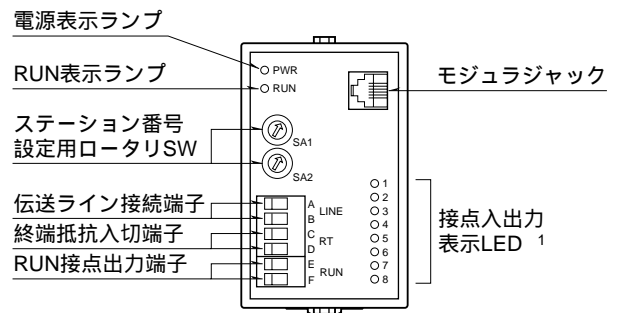 電源表示ランプ
RUN表示ランプ
ステーション番号
設定用ロータリSW
伝送ライン接続端子
終端抵抗入切端子
RUN接点出力端子
PWR
RUN
SA1
SA2
A
B
LINE
C
D
RT
E
F
RUN
1
2
3
4
5
6
7
8
モジュラジャック
接点入出力
表示LED 1